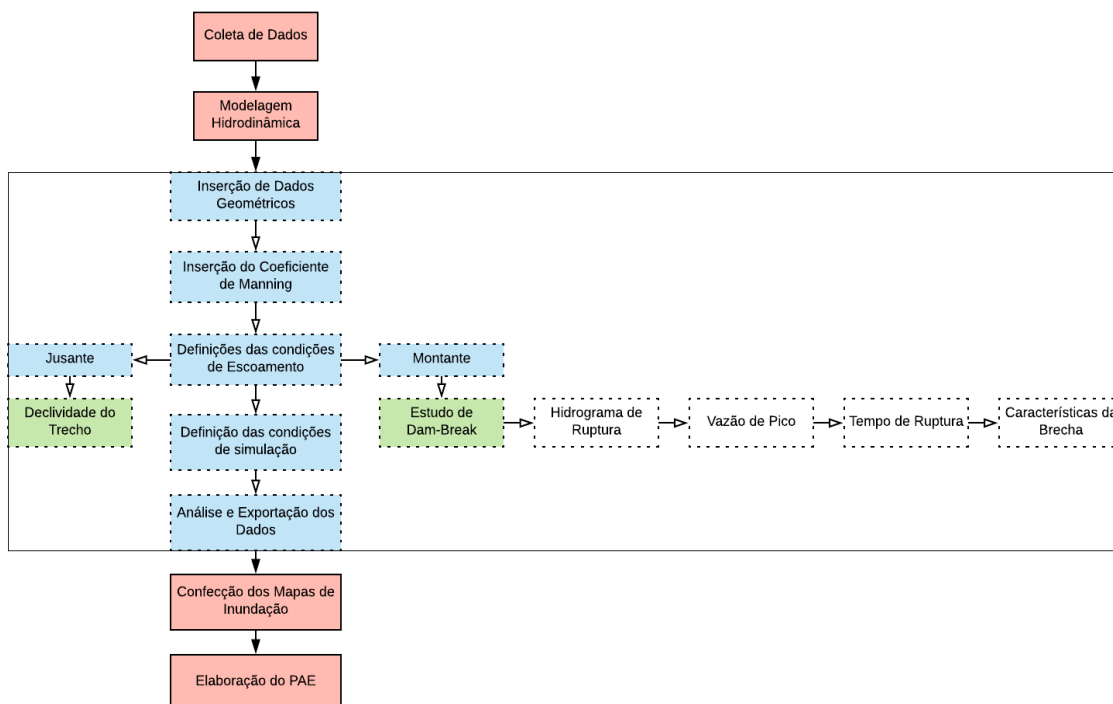 Coleta de Dados
Modelagem
Hidrodinâmica
Inserção de Dados
Geométricos
Inserção do Coeficiente
de Manning
Jusante
Definições das condições
de Escoamento
Montante
Declividade do
Trecho
Definição das condições
de simulação
Estudo de
Dam-Break
Hidrograma de
Ruptura
Vazão de Pico
Tempo de Ruptura
Características da
Brecha
Análise e Exportação dos
Dados
Confecção dos Mapas de
Inundação
Elaboração do PAE